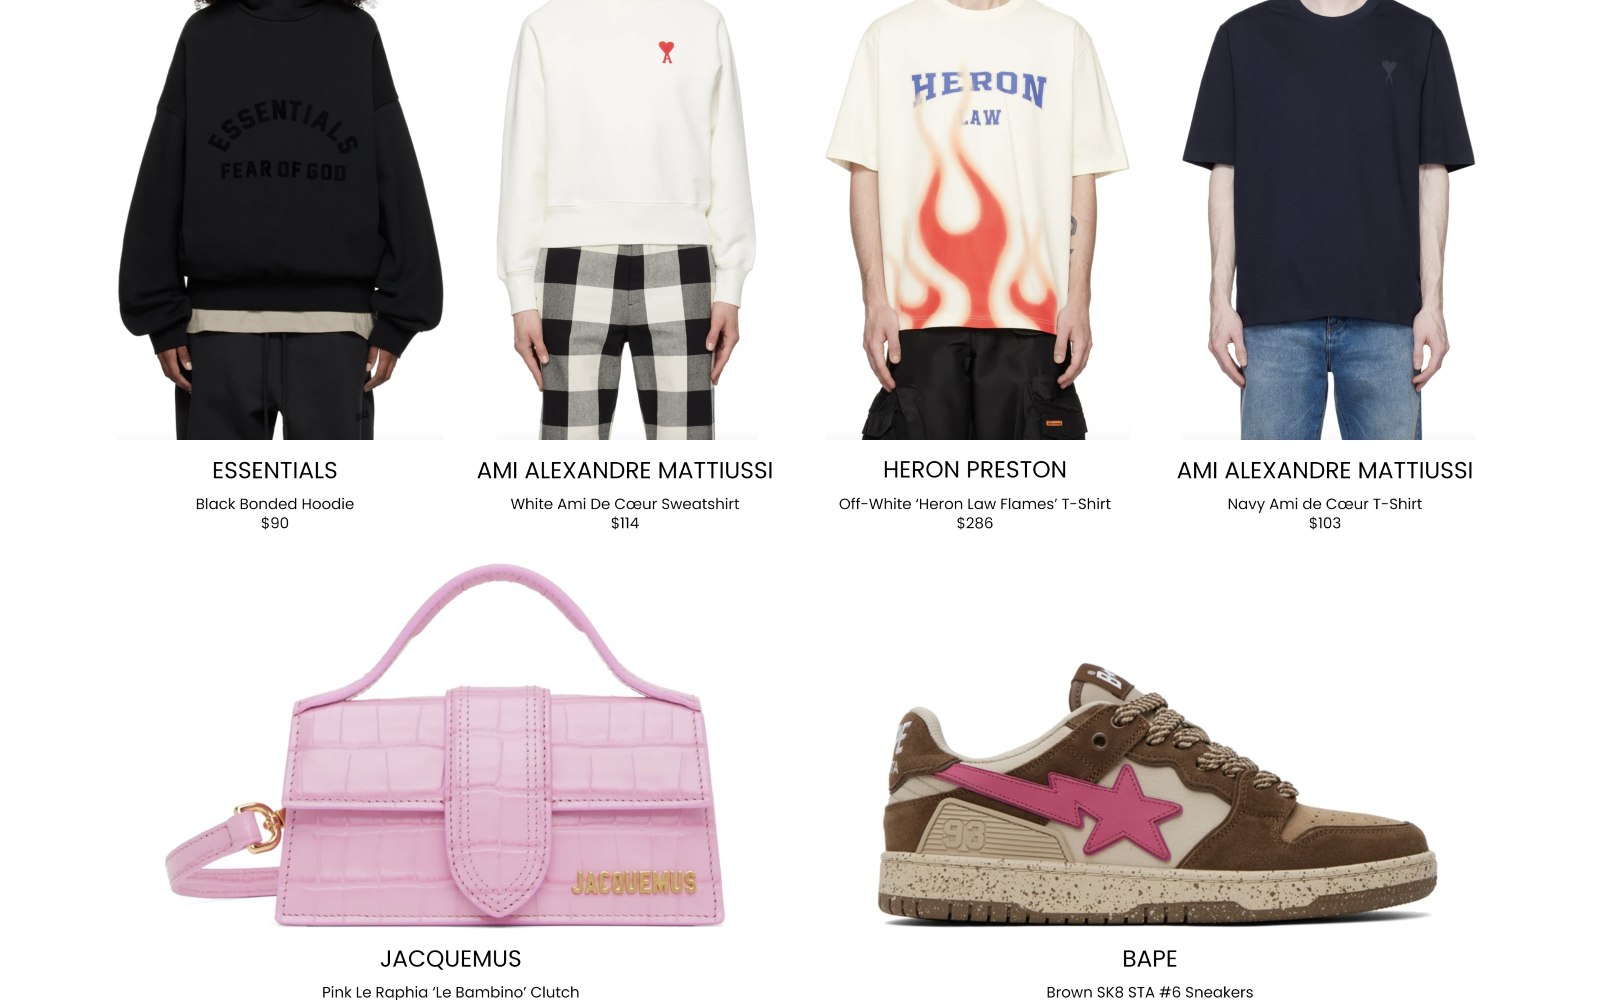 ESSENTIALS
FEAR OF GOD
A
HERON
LAW
ESSENTIALS
Black Bonded Hoodie
$90
AMI ALEXANDRE MATTIUSSI
White Ami De Cœur Sweatshirt
$114
HERON PRESTON
Off-White ‘Heron Law Flames’ T-Shirt
$286
AMI ALEXANDRE MATTIUSSI
Navy Ami de Cœur T-Shirt
$103
93
JACQUEMUS
JACQUEMUS
Pink Le Raphia ‘Le Bambino’ Clutch
BAPE
Brown SK8 STA #6 Sneakers